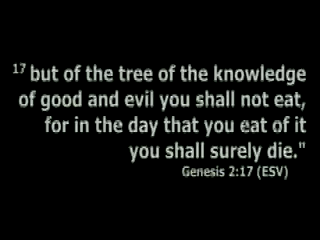 17 but of the tree of the knowledge
of good and evil you shall not eat,
for in the day that you eat of it
you shall surely die."
Genesis 2:17 (ESV)